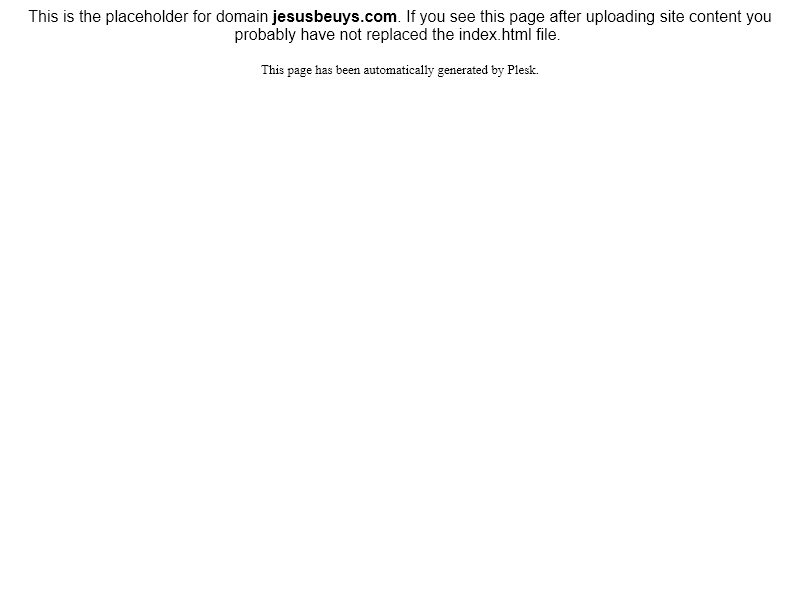 This is the placeholder for domain jesusbeuys.com. If you see this page after uploading site content you
probably have not replaced the index.html file.
This page has been automatically generated by Plesk.